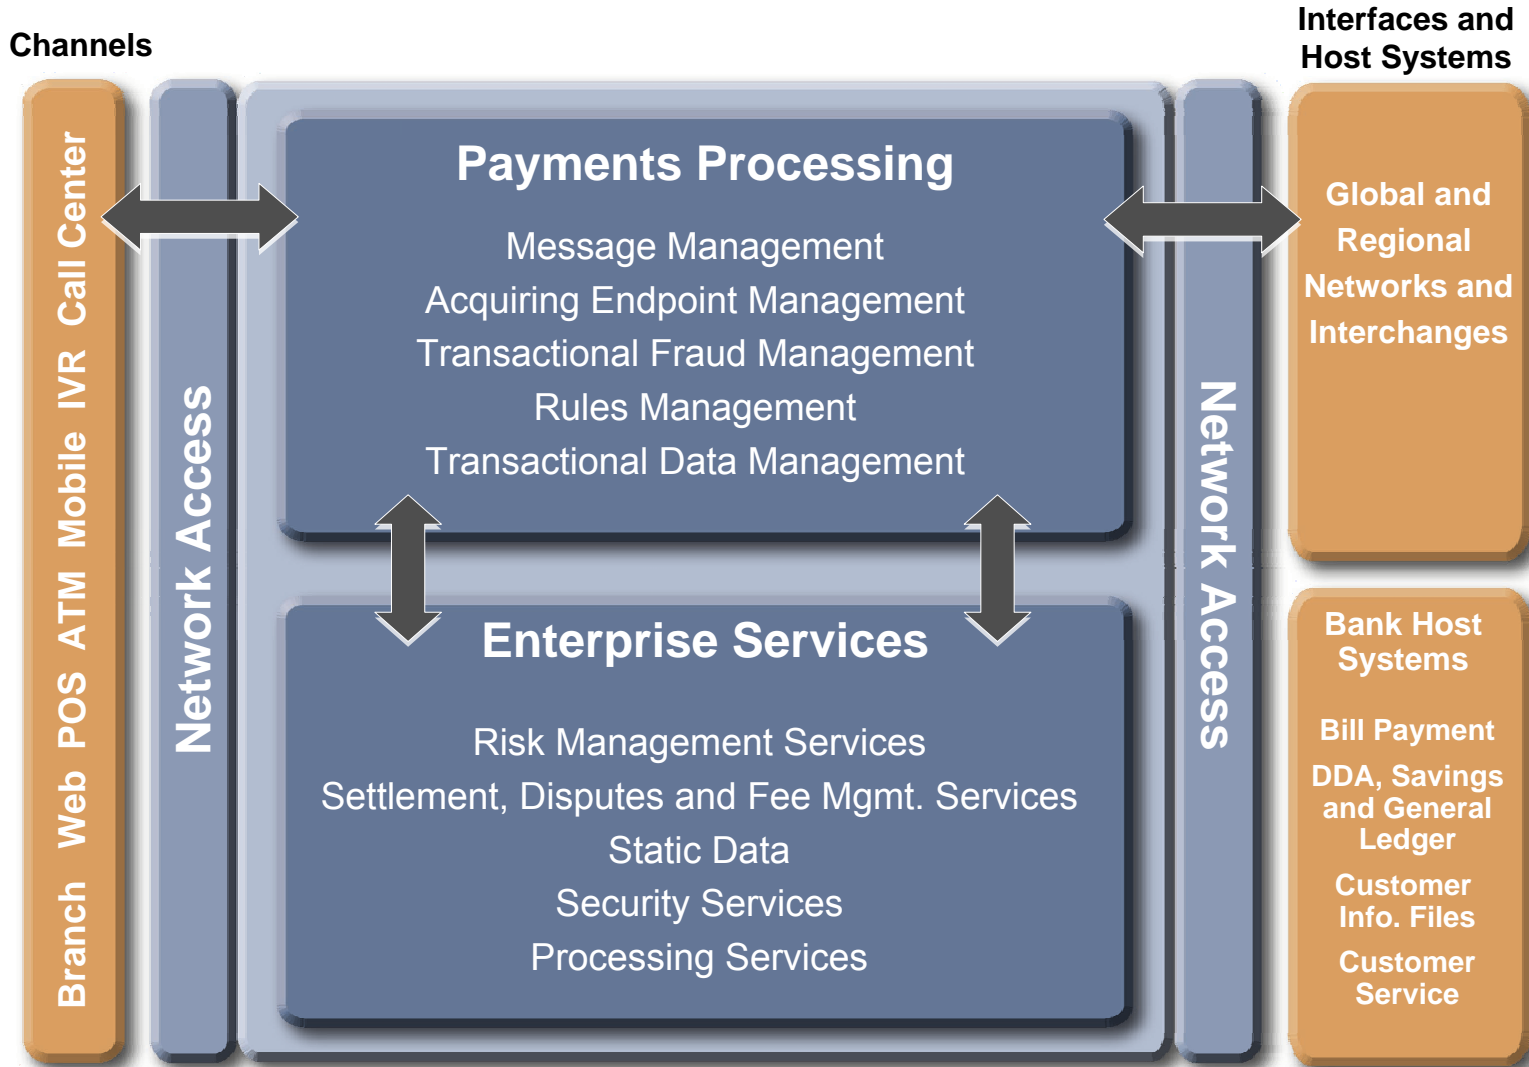 Channels
Interfaces and
Host Systems
Branch Web POS ATM Mobile IVR Call Center
Network Access
Payments Processing
Message Management
Acquiring Endpoint Management
Transactional Fraud Management
Rules Management
Transactional Data Management
Enterprise Services
Risk Management Services
Settlement, Disputes and Fee Mgmt. Services
Static Data
Security Services
Processing Services
Network Access
Global and
Regional
Networks and
Interchanges
Bank Host
Systems
Bill Payment
DDA, Savings
and General
Ledger
Customer
Info. Files
Customer
Service